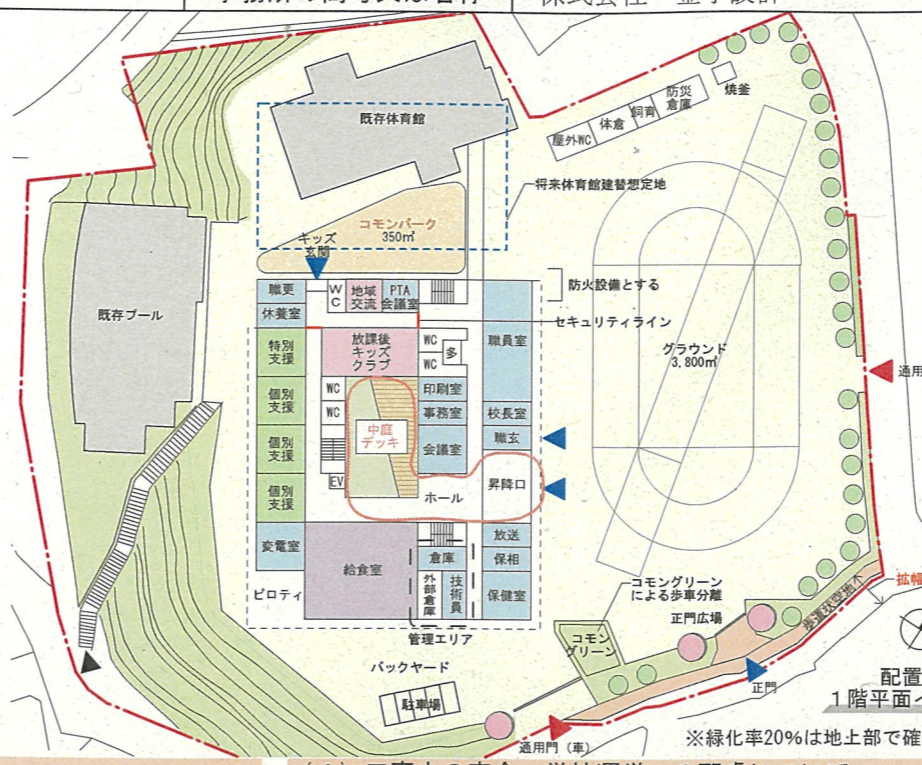 既存体育館
屋外WC
体倉
飼育
防災
倉庫
焼釜
将来体育館建替想定地
コモンパーク
350㎡
キッズ
玄関
既存プール
職更
休養室
WC
地域
交流
PTA
会議室
防火設備とする
セキュリティライン
職員室
放課後
キッズ
クラブ
WC
WC
多
特別
支援
個別
支援
個別
支援
個別
支援
WC
WC
EV
中庭
デッキ
印刷室
事務室
会議室
校長室
職玄
昇降口
ホール
グラウンド
3,800㎡
通用
変電室
給食室
倉庫
外部倉庫
技術員
放送
保相
保健室
ピロティ
管理エリア
バックヤード
駐車場
コモン
グリーン
コモングリーン
による歩車分離
正門広場
歩道状空地木
拡幅
正門
通用門（車）
配置
1階平面イ
※緑化率20%は地上部で確